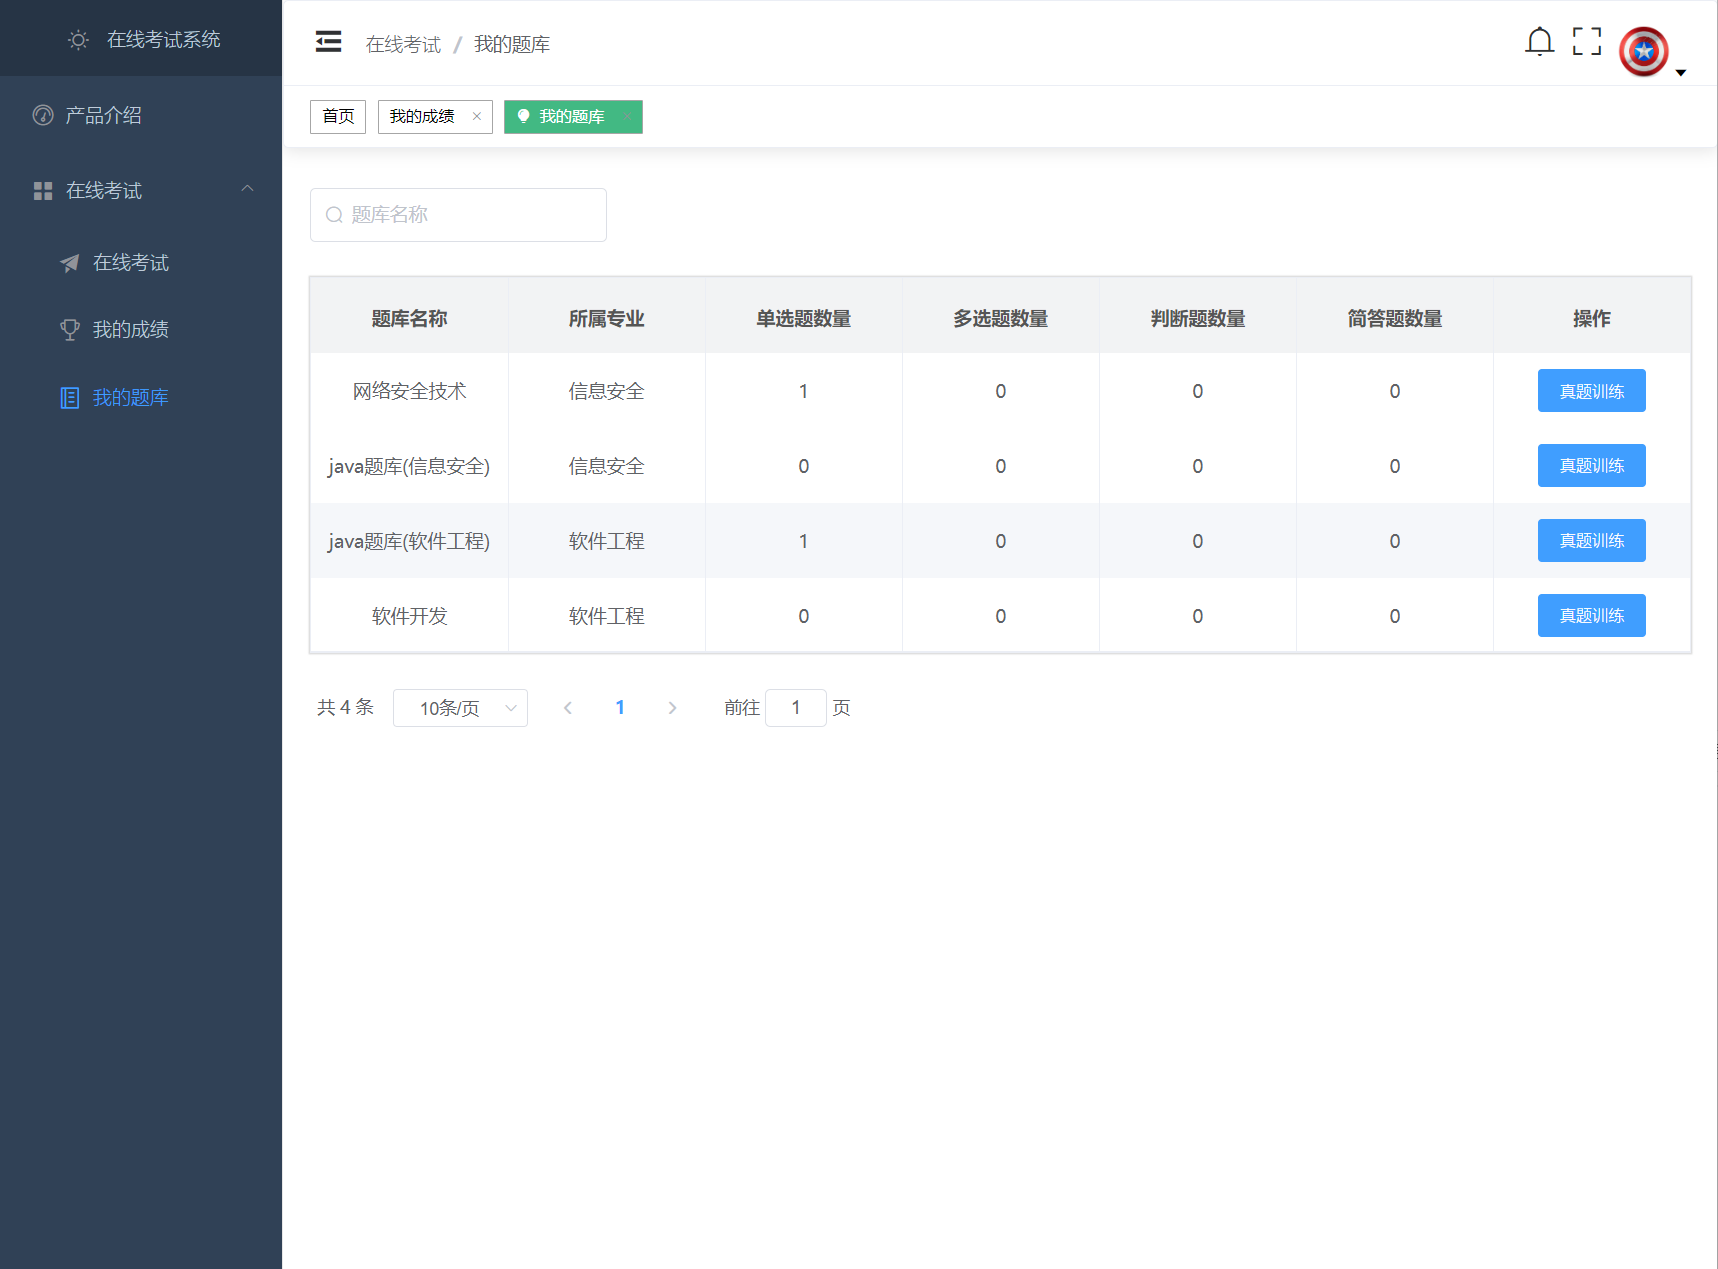 在线考试系统
产品介绍
在线考试
在线考试
我的成绩
我的题库
在线考试 / 我的题库
首页 我的成绩 × 我的题库
题库名称
题库名称 所属专业 单选题数量 多选题数量 判断题数量 简答题数量 操作
网络安全技术 信息安全 1 0 0 0 真题训练
java题库(信息安全) 信息安全 0 0 0 0 真题训练
java题库(软件工程) 软件工程 1 0 0 0 真题训练
软件开发 软件工程 0 0 0 0 真题训练
共 4 条 10条/页 1 前往 1 页